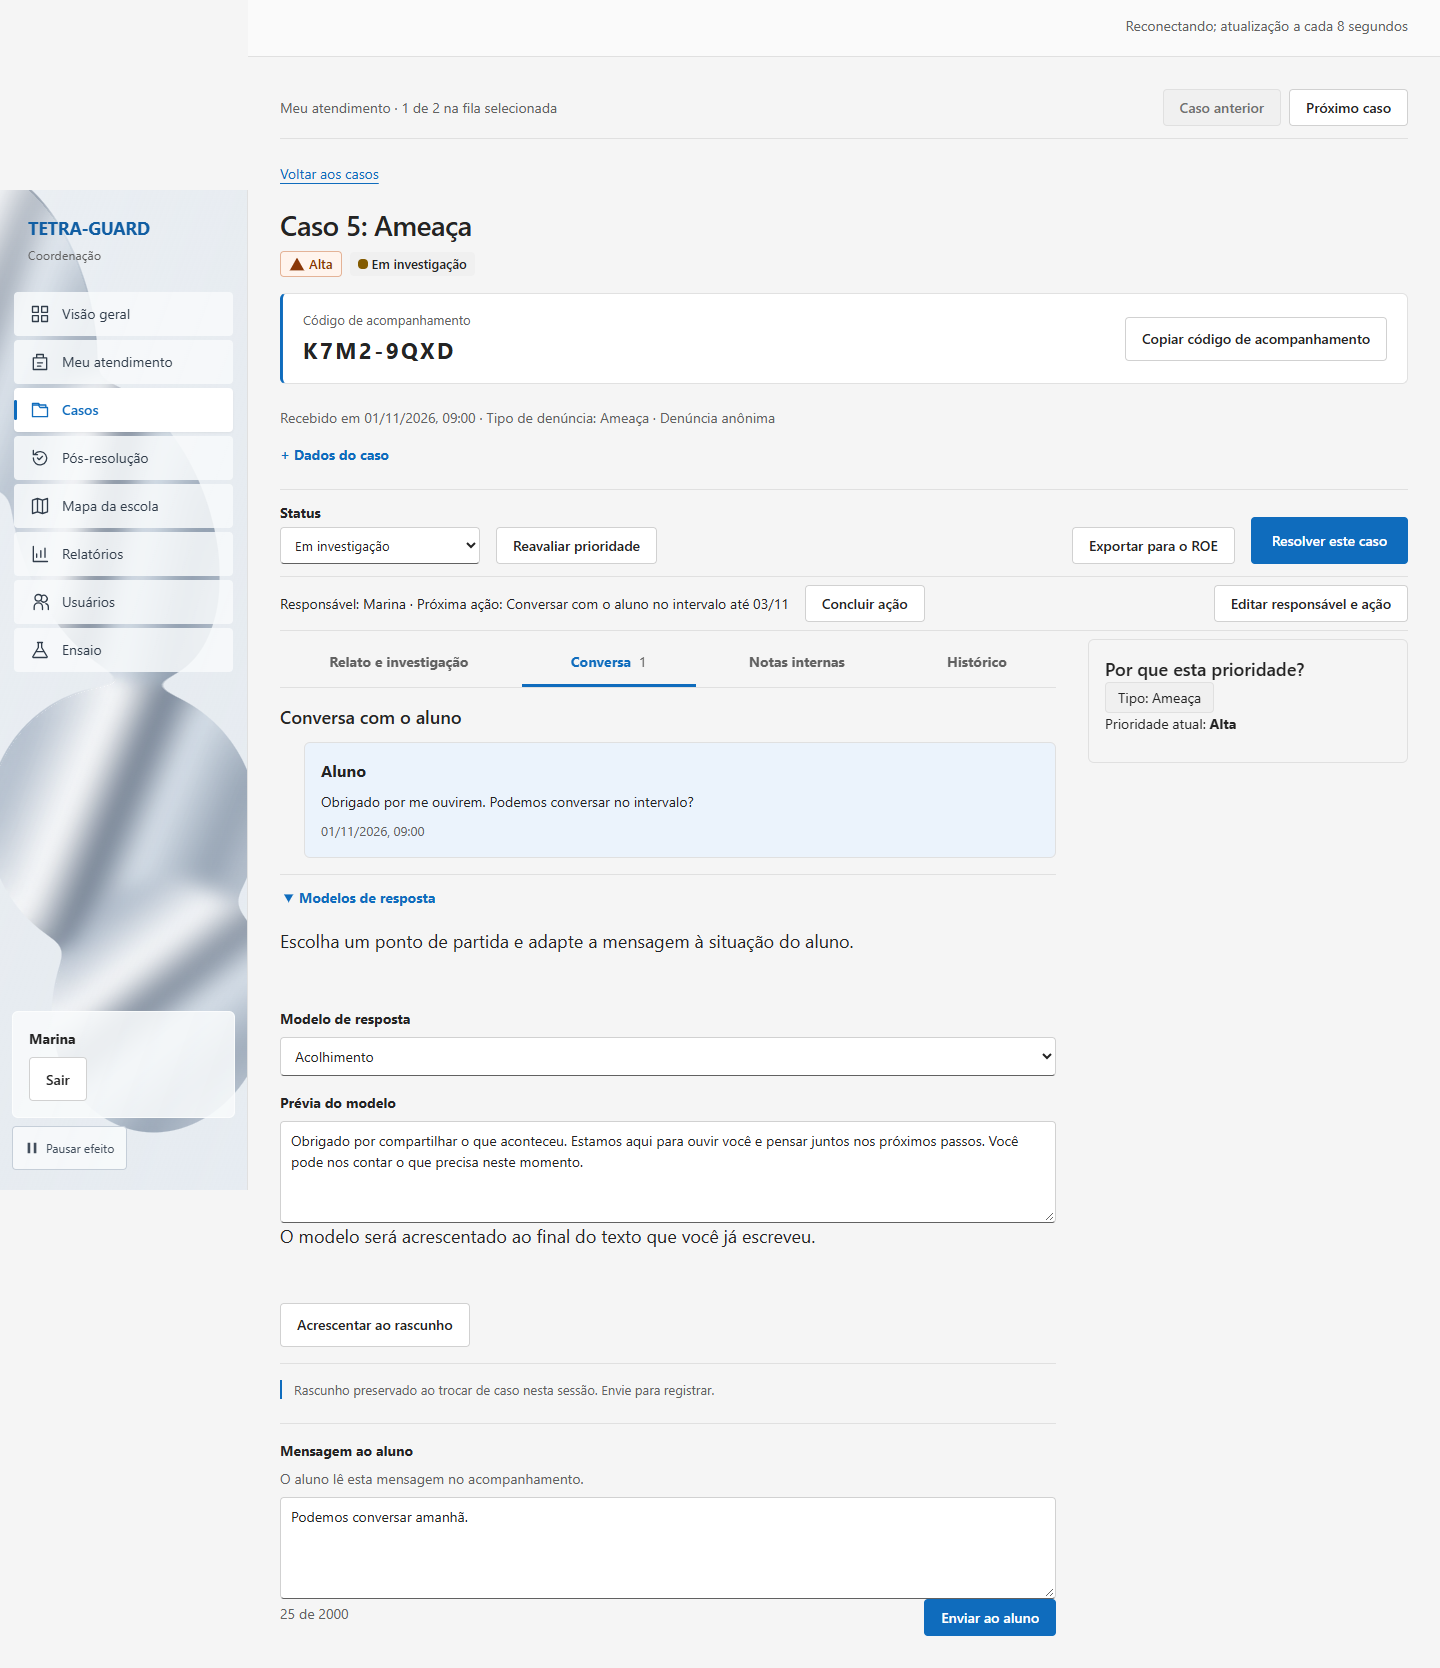 Reconectando; atualização a cada 8 segundos
Meu atendimento · 1 de 2 na fila selecionada
Caso anterior
Próximo caso
Voltar aos casos
TETRA-GUARD
Coordenação
Visão geral
Meu atendimento
Casos
Pós-resolução
Mapa da escola
Relatórios
Usuários
Ensaio
Marina
Sair
Pausar efeito
Caso 5: Ameaça
Alta
Em investigação
Código de acompanhamento
K7M2-9QXD
Copiar código de acompanhamento
Recebido em 01/11/2026, 09:00 · Tipo de denúncia: Ameaça · Denúncia anônima
+ Dados do caso
Status
Em investigação
Reavaliar prioridade
Exportar para o ROE
Resolver este caso
Responsável: Marina · Próxima ação: Conversar com o aluno no intervalo até 03/11
Concluir ação
Editar responsável e ação
Relato e investigação
Conversa 1
Notas internas
Histórico
Por que esta prioridade?
Tipo: Ameaça
Prioridade atual: Alta
Conversa com o aluno
Aluno
Obrigado por me ouvirem. Podemos conversar no intervalo?
01/11/2026, 09:00
▼ Modelos de resposta
Escolha um ponto de partida e adapte a mensagem à situação do aluno.
Modelo de resposta
Acolhimento
Prévia do modelo
Obrigado por compartilhar o que aconteceu. Estamos aqui para ouvir você e pensar juntos nos próximos passos. Você
pode nos contar o que precisa neste momento.
O modelo será acrescentado ao final do texto que você já escreveu.
Acrescentar ao rascunho
Rascunho preservado ao trocar de caso nesta sessão. Envie para registrar.
Mensagem ao aluno
O aluno lê esta mensagem no acompanhamento.
Podemos conversar amanhã.
25 de 2000
Enviar ao aluno